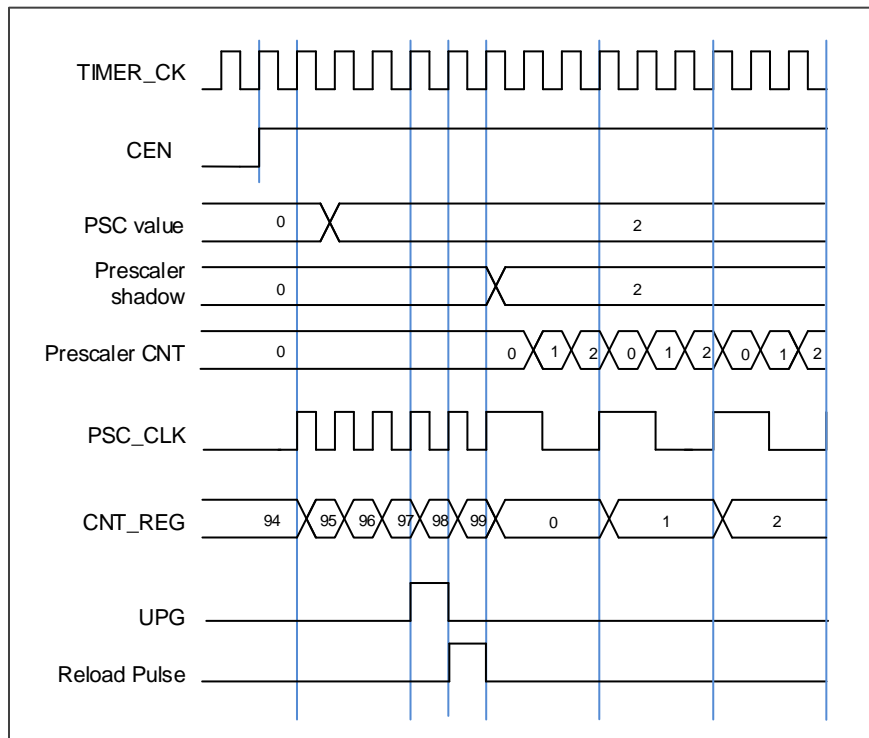 TIMER_CK
CEN
PSC value 0 2
Prescaler
shadow 0 2
Prescaler CNT 0 0 1 2 0 1 2 0 1 2
PSC_CLK
CNT_REG 94 95 96 97 98 99 0 1 2
UPG
Reload Pulse